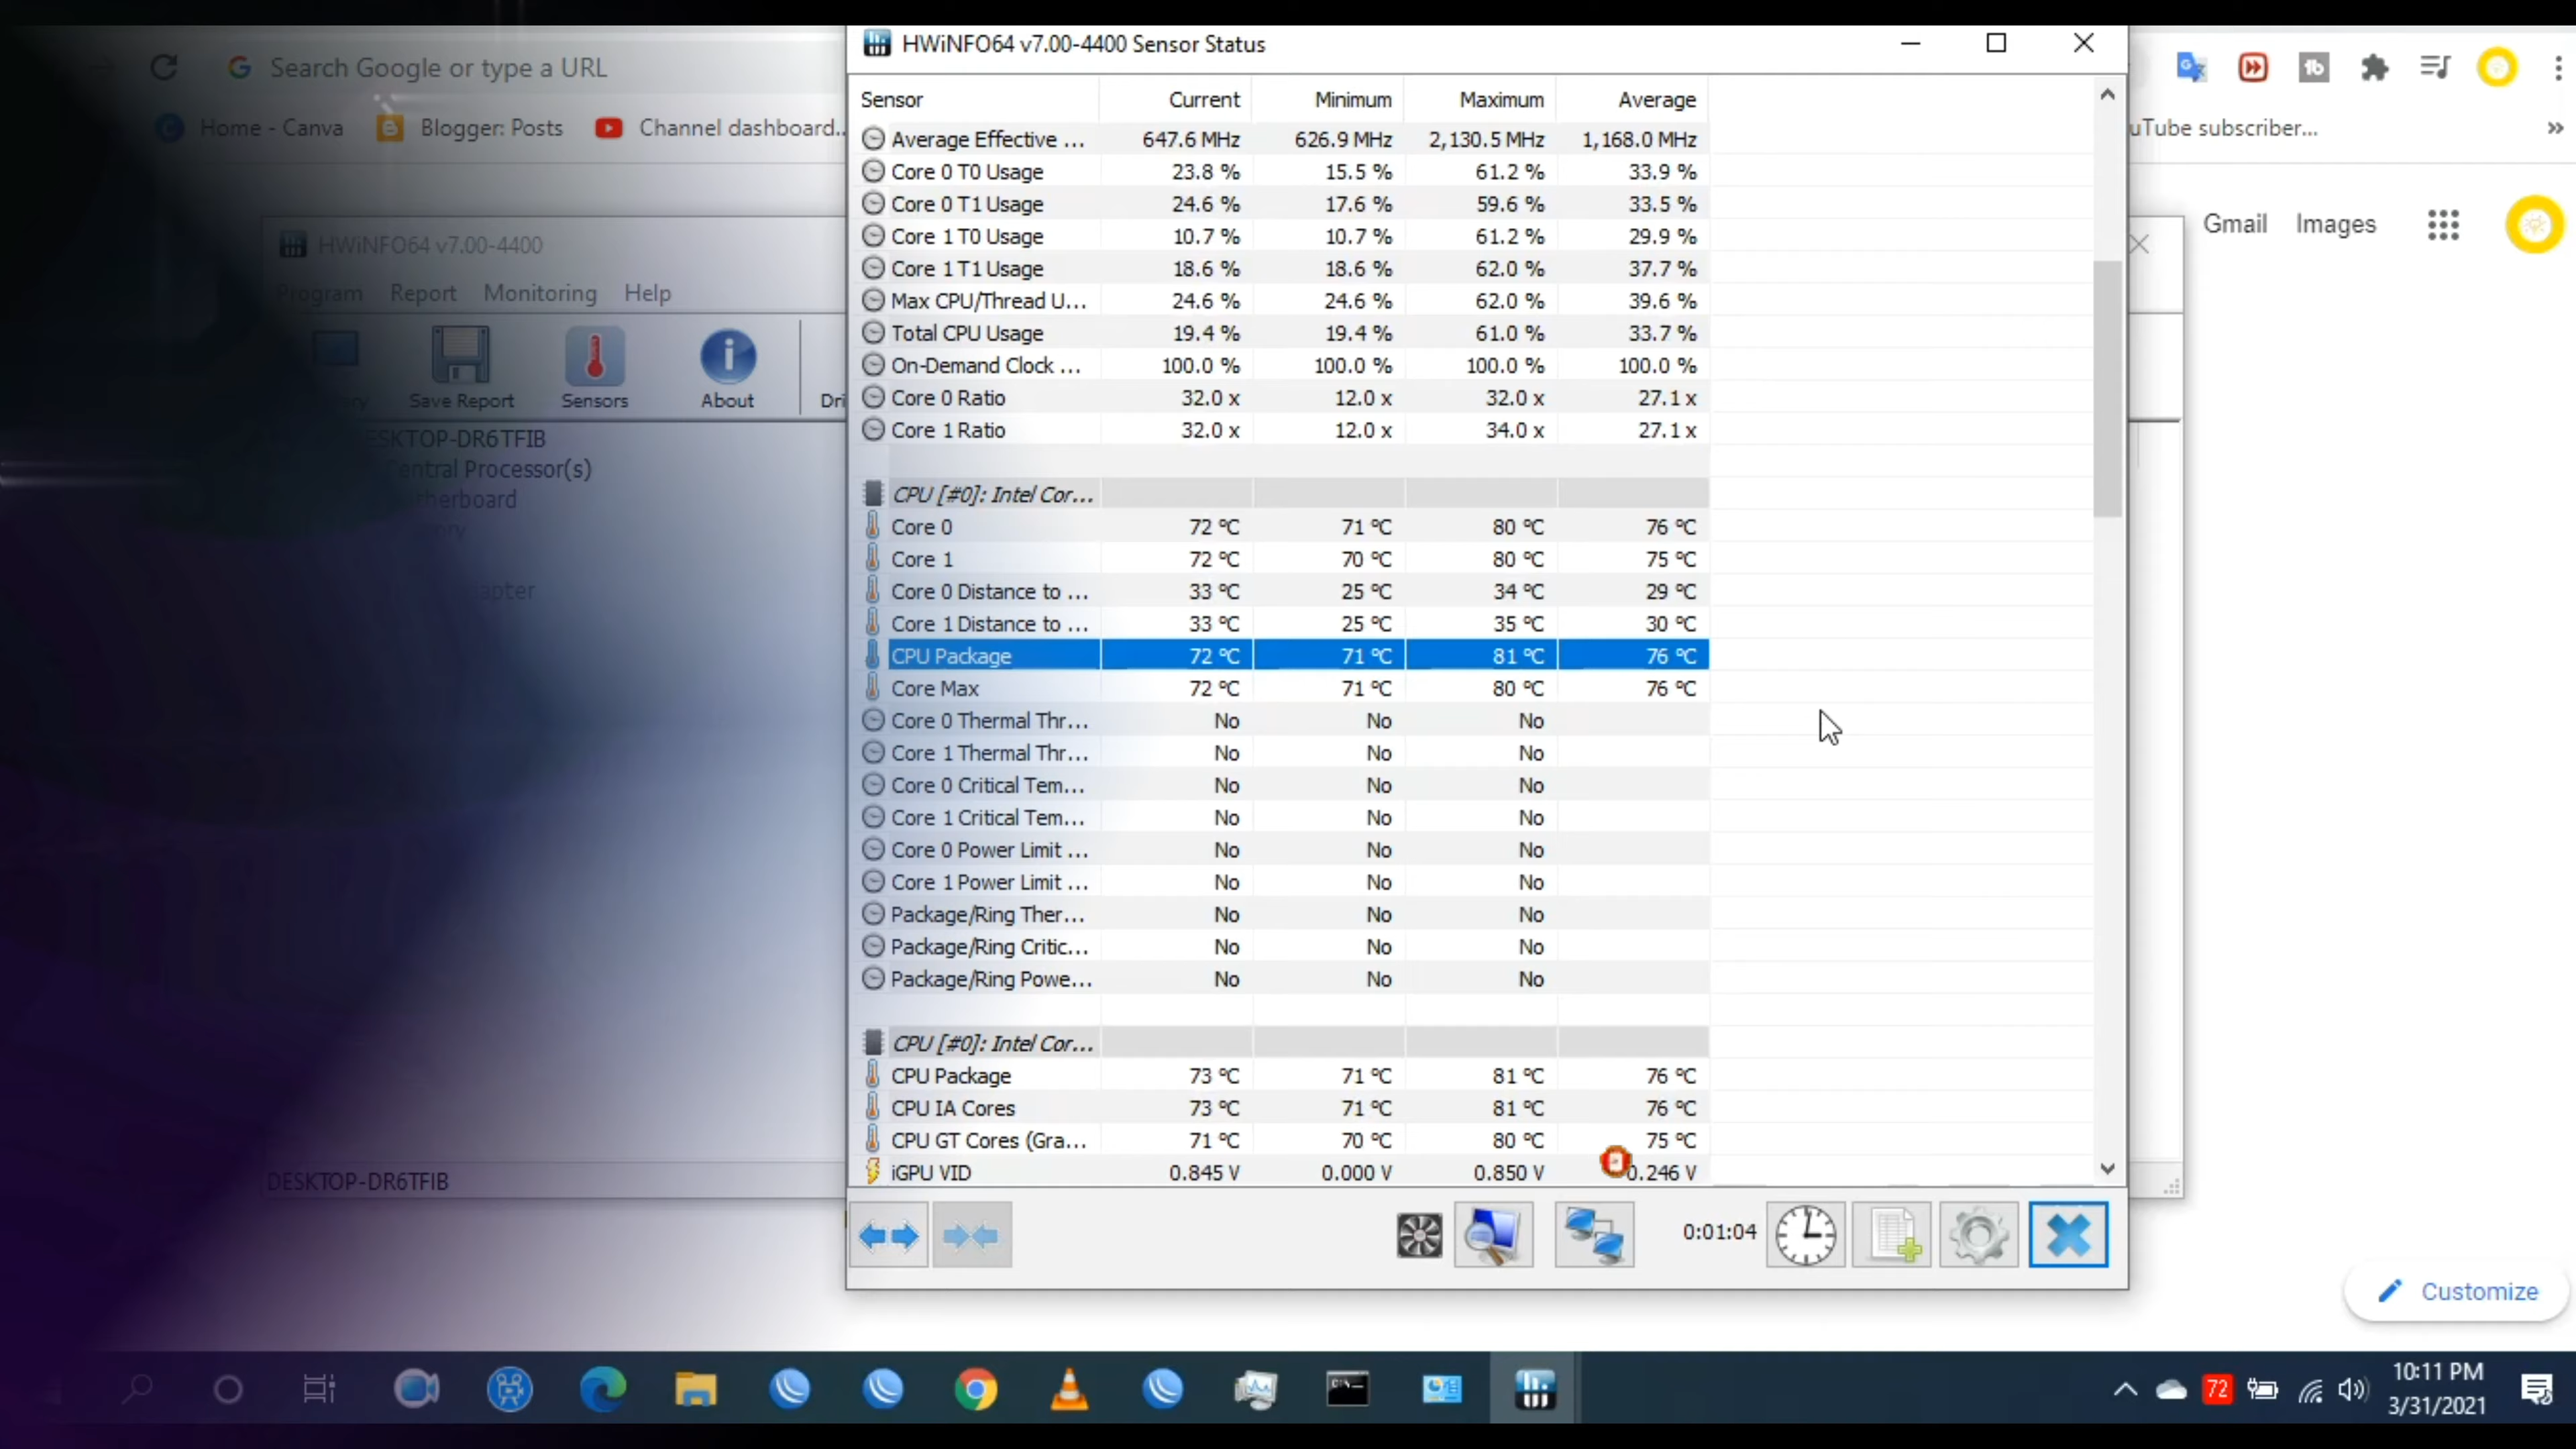 Search Google or type a URL
Home - Canva
Blogger: Posts
Channel dashboard...
uTube subscriber...
Gmail
Images
HWiNFO64 v7.00-4400
Program
Report
Monitoring
Help
Save Report
Sensors
About
Dri
ESKTOP-DR6TFIB
entral Processor(s)
therboard
DESKTOP-DR6TFIB
HWiNFO64 v7.00-4400 Sensor Status
Sensor Current Minimum Maximum Average
Average Effective ... 647.6 MHz 626.9 MHz 2,130.5 MHz 1,168.0 MHz
Core 0 T0 Usage 23.8 % 15.5 % 61.2 % 33.9 %
Core 0 T1 Usage 24.6 % 17.6 % 59.6 % 33.5 %
Core 1 T0 Usage 10.7 % 10.7 % 61.2 % 29.9 %
Core 1 T1 Usage 18.6 % 18.6 % 62.0 % 37.7 %
Max CPU/Thread U... 24.6 % 24.6 % 62.0 % 39.6 %
Total CPU Usage 19.4 % 19.4 % 61.0 % 33.7 %
On-Demand Clock ... 100.0 % 100.0 % 100.0 % 100.0 %
Core 0 Ratio 32.0 x 12.0 x 32.0 x 27.1 x
Core 1 Ratio 32.0 x 12.0 x 34.0 x 27.1 x
CPU [#0]: Intel Cor...
Core 0 72 °C 71 °C 80 °C 76 °C
Core 1 72 °C 70 °C 80 °C 75 °C
Core 0 Distance to ... 33 °C 25 °C 34 °C 29 °C
Core 1 Distance to ... 33 °C 25 °C 35 °C 30 °C
CPU Package 72 °C 71 °C 81 °C 76 °C
Core Max 72 °C 71 °C 80 °C 76 °C
Core 0 Thermal Thr... No No No
Core 1 Thermal Thr... No No No
Core 0 Critical Tem... No No No
Core 1 Critical Tem... No No No
Core 0 Power Limit ... No No No
Core 1 Power Limit ... No No No
Package/Ring Ther... No No No
Package/Ring Critic... No No No
Package/Ring Powe... No No No
CPU [#0]: Intel Cor...
CPU Package 73 °C 71 °C 81 °C 76 °C
CPU IA Cores 73 °C 71 °C 81 °C 76 °C
CPU GT Cores (Gra... 71 °C 70 °C 80 °C 75 °C
iGPU VID 0.845 V 0.000 V 0.850 V 0.246 V
0:01:04
Customize
72
10:11 PM
3/31/2021